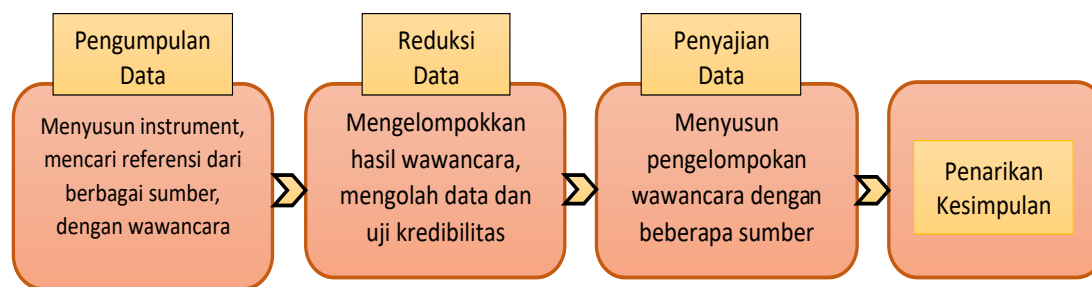 Pengumpulan
Data
Menyusun instrument,
mencari referensi dari
berbagai sumber,
dengan wawancara
Reduksi
Data
Mengelompokkan
hasil wawancara,
mengolah data dan
uji kredibilitas
Penyajian
Data
Menyusun
pengelompokan
wawancara dengan
beberapa sumber
Penarikan
Kesimpulan